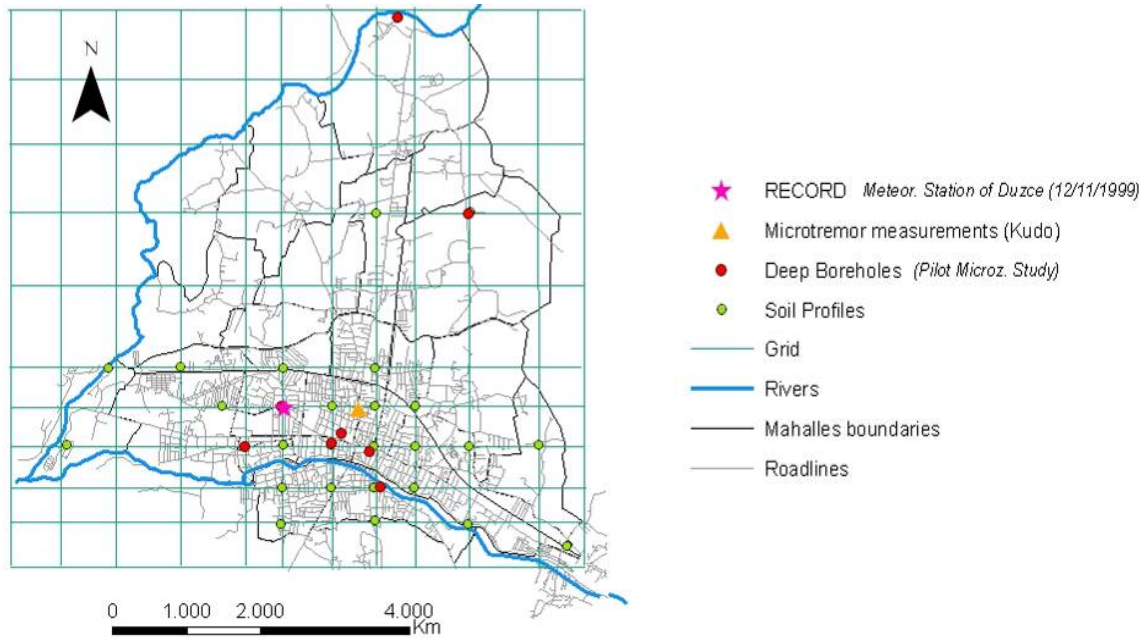 N
RECORD Meteor. Station of Duzce (12/11/1999)
Microtremor measurements (Kudo)
Deep Boreholes (Pilot Microz. Study)
Soil Profiles
Grid
Rivers
Mahalles boundaries
Roadlines
0 1.000 2.000 4.000
Km